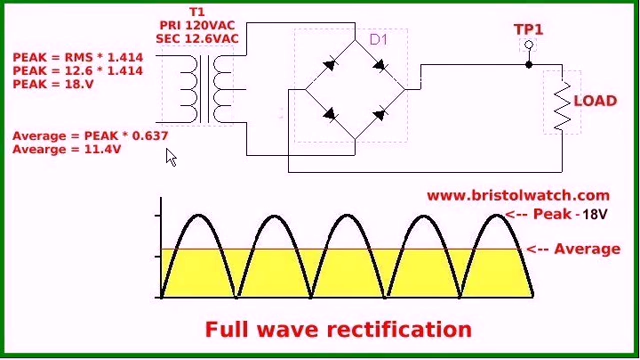 T1
PRI 120VAC
SEC 12.6VAC
D1
TP1
PEAK = RMS * 1.414
PEAK = 12.6 * 1.414
PEAK = 18.V
LOAD
Average = PEAK * 0.637
Avearge = 11.4V
www.bristolwatch.com
<-- Peak - 18V
<-- Average
Full wave rectification